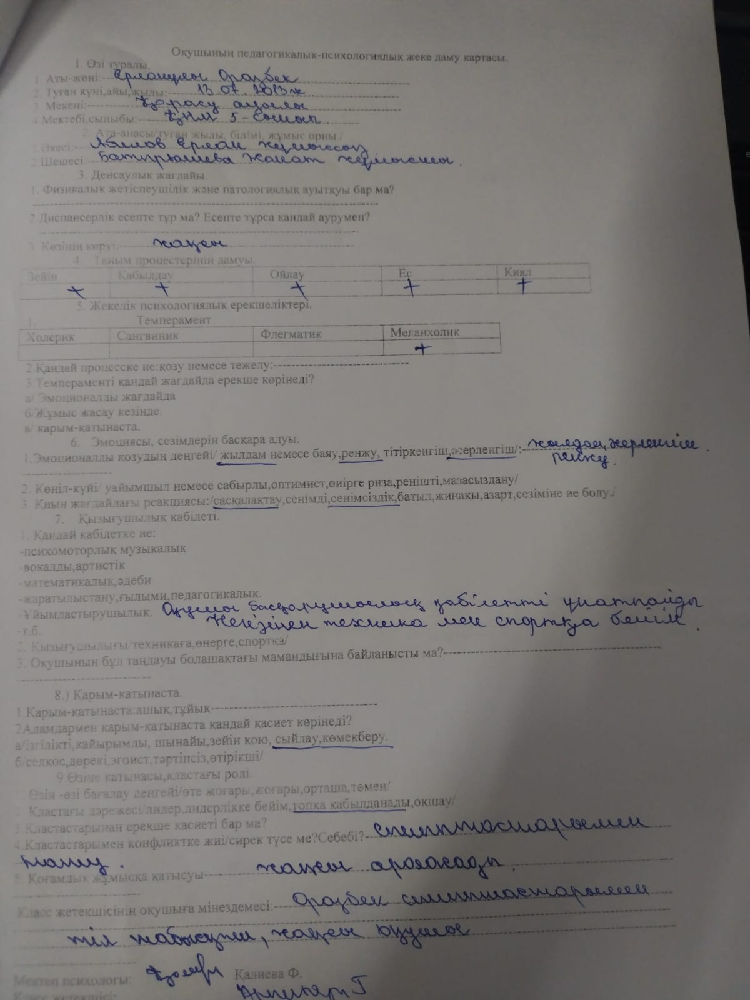 Оқушының педагогикалық-психологиялық жеке даму картасы.
1. Өзі туралы.
1. Аты-жөні: Ерланұлы Оразбек
2. Туған күні,айы,жылы: 13.07.2013ж
3. Мекені: Қарасу ауылы
4.Мектебі,сыныбы: ҚНМ 5-сынып.
2. Ата-анасы/туған жылы, білімі, жұмыс орны./
1.Әкесі: Ерлан жұмыссыз
2.Шешесі Жанат жұмысшы.
3. Денсаулық жағдайы.
1. Физикалық жетіспеушілік және патологиялық ауытқуы бар ма?
2.Диспансерлік есепте тұр ма? Есепте тұрса қандай аурумен?
3. Көзінің көруі: жақсы
4. Таным процестерінің дамуы.
Зейін Қабылдау Ойлау Ес Қиял
+ + + + +
5. Жекелік психологиялық ерекшеліктері.
1. Темперамент
Холерик Сангвиник Флегматик Меланхолик
+
2.Қандай процесске ие:қозу немесе тежелу:
3.Темпераменті қандай жағдайда ерекше көрінеді?
а/ Эмоционалды жағдайда
б/Жұмыс жасау кезінде.
в/ қарым-қатынаста.
6. Эмоциясы, сезімдерін басқара алуы.
1.Эмоционалды қозудың деңгейі/ жылдам немесе баяу,ренжу, тітіркенгіш,әсерленгіш/:
ренжу.
2. Көңіл-күйі/ уайымшыл немесе сабырлы,оптимист,өмірге риза,ренішті,мазасыздану/
3. Қиын жағдайдағы реакциясы:/сасқалақтау,сенімді,сенімсіздік,батыл,жинақы,азарт,сезіміне ие болу./
7. Қызығушылық қабілеті.
1. Қандай қабілетке ие:
-психомоторлық музыкалық
-вокалды,артистік
-математикалық,әдеби
-жаратылыстану,ғылыми,педагогикалық.
-Ұйымдастырушылық. Оқушы басқарушылық қабілетті ұнатпайды
-т.б. Негізінен техника мен спортқа бейім.
2. Қызығушылығы/техникаға,өнерге,спортқа/
3. Оқушының бұл таңдауы болашақтағы мамандығына байланысты ма?
8.) Қарым-қатынаста.
1.Қарым-қатынаста:ашық,тұйық
2Адамдармен қарым-қатынаста қандай қасиет көрінеді?
а/ізгілікті,қайырымды, шынайы,зейін қою, сыйлау,көмекберу.
б/селқос,дөрекі,эгоист,тәртіпсіз,өтірікші/
9.Өзіне қатынасы,кластағы ролі.
1. Өзін -өзі бағалау деңгейі/өте жоғары,жоғары,орташа,төмен/
2. Кластағы дәрежесі/лидер,лидерлікке бейім,топқа қабылданады,оқшау/
3.Кластастарынан ерекше қасиеті бар ма?
4.Кластастарымен конфликтке жиі/сирек түсе ме?Себебі?- сыныптастарымен
5. Қоғамдық жұмысқа қатысуы жақсы араласады.
Класс жетекшісінің оқушыға мінездемесі: Оразбек сыныптастарымен
тіл табысқыш, жақсы оқушы
Мектеп психологы: Қалиева Ф.
Класс жетекшісі: